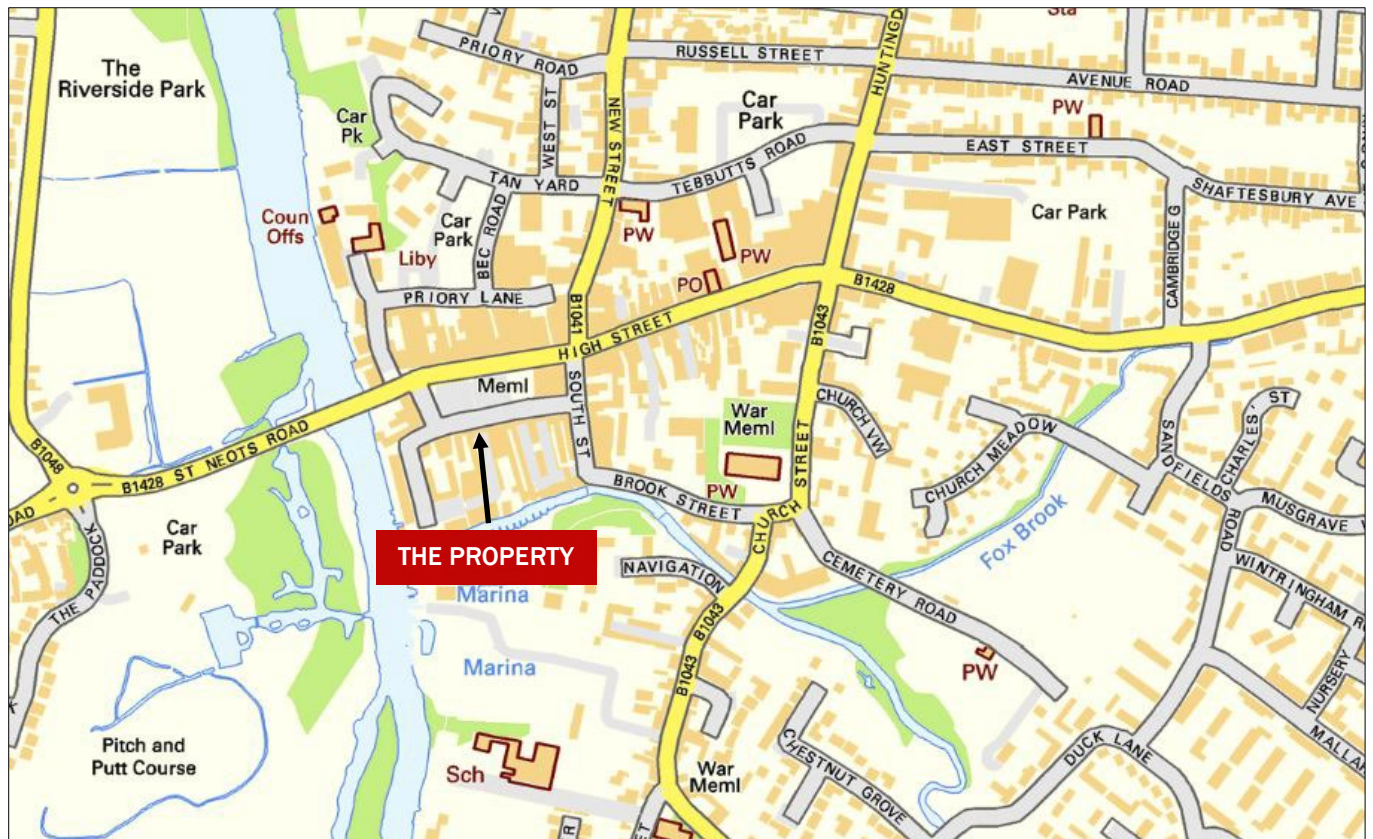 The
Riverside Park
PRIORY ROAD
RUSSELL STREET
HUNTINGD
Sta
AVENUE ROAD
Car
Pk
WEST ST
NEW STREET
Car
Park
PW
EAST STREET
TAN YARD
TEBBUTTS ROAD
SHAFTESBURY AVE
Coun
Offs
Liby
Car
Park
BEC ROAD
PW
PW
Car Park
CAMBRIDGE G
PRIORY LANE
PO
B1041
HIGH STREET
B1428
B1043
Meml
SOUTH ST
War
Meml
CHURCH VW
PW
CHURCH STREET
CHURCH MEADOW
SANDFIELDS ROAD
CHARLES' ST
MUSGRAVE
B1048
B1428 ST NEOTS ROAD
OAD
Car
Park
THE PADDOCK
THE PROPERTY
BROOK STREET
CHURCH
Fox Brook
WINTRINGHAM R
NAVIGATION
CEMETERY ROAD
Marina
Marina
B1043
B1043
PW
NURSERY
MALLAR
Pitch and
Putt Course
Sch
War
Meml
CHESTNUT GROVE
DUCK LANE